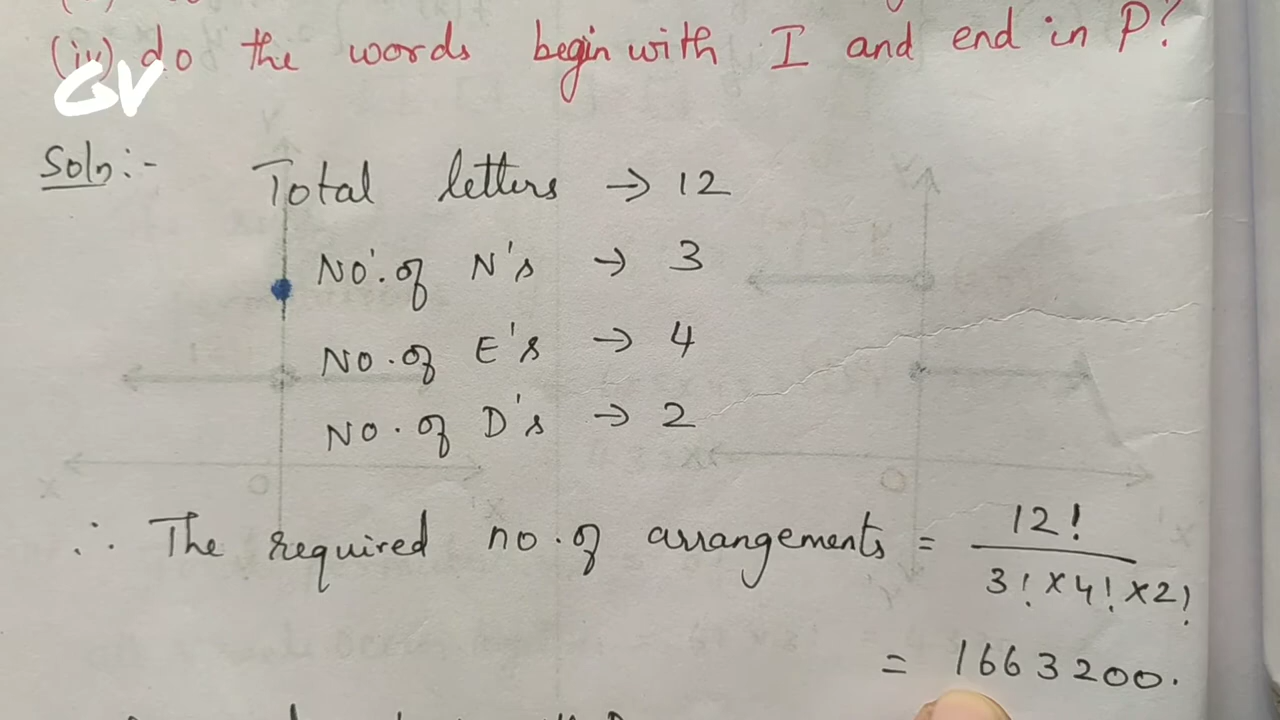 (iv) do the words begin with I and end in P?
GV
Soln:-
Total letters → 12
No. of N's → 3
No. of E's → 4
No. of D's → 2
∴ The required no. of arrangements = 12! / 3! × 4! × 2!
= 1663200.